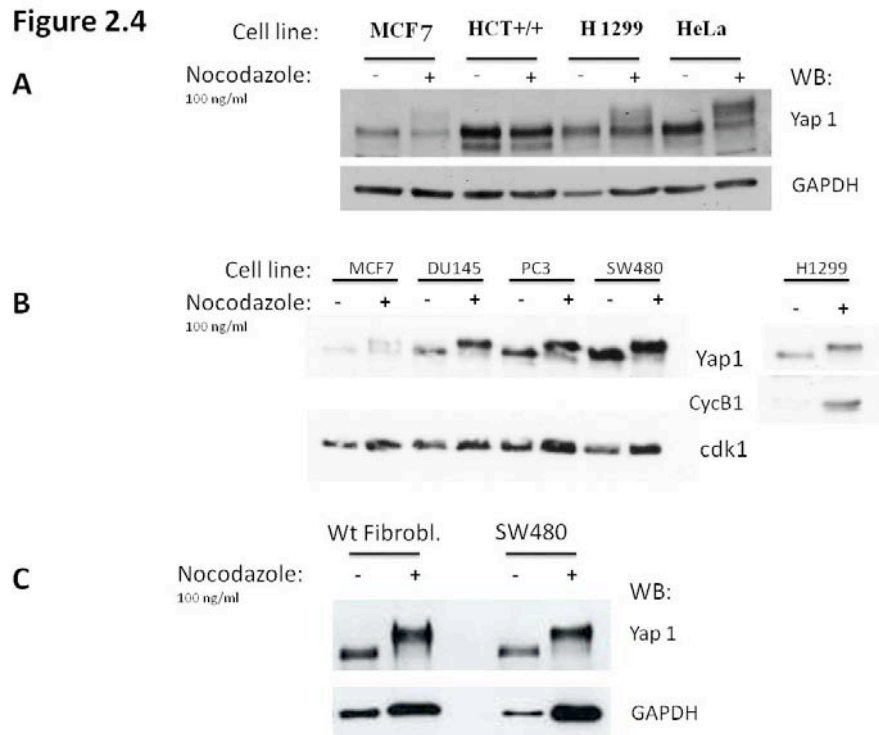 Figure 2.4
Cell line: MCF7 HCT+/+ H1299 HeLa
A
Nocodazole: - + - + - + - + WB:
100 ng/ml
Yap 1
GAPDH
Cell line: MCF7 DU145 PC3 SW480 H1299
B
Nocodazole: - + - + - + - + - +
100 ng/ml
Yap1
CycB1
cdk1
Wt Fibrobl. SW480
C
Nocodazole: - + - +
100 ng/ml
WB:
Yap 1
GAPDH